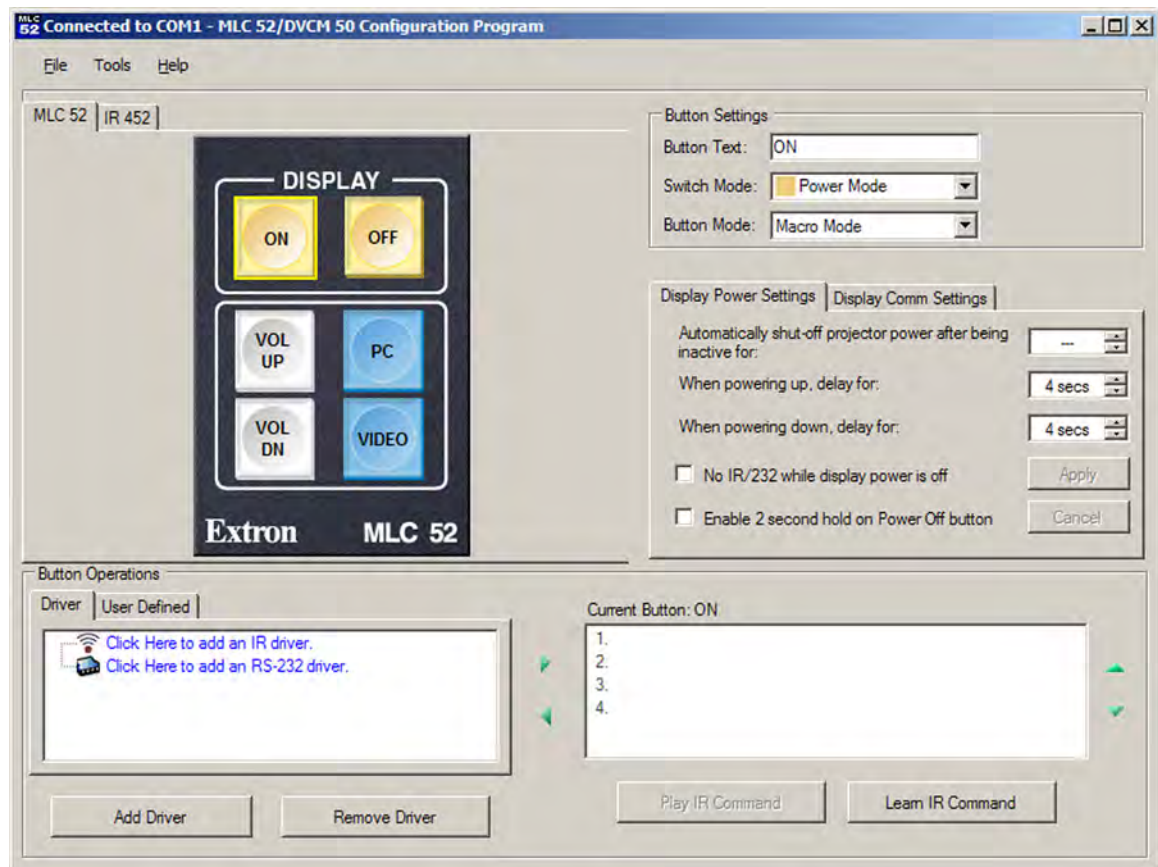 MLC 52 Connected to COM1 - MLC 52/DVCM 50 Configuration Program
File Tools Help
MLC 52 IR 452
DISPLAY
ON OFF
VOL UP PC
VOL DN VIDEO
Extron MLC 52
Button Settings
Button Text: ON
Switch Mode: Power Mode
Button Mode: Macro Mode
Display Power Settings Display Comm Settings
Automatically shut-off projector power after being
inactive for: ---
When powering up, delay for: 4 secs
When powering down, delay for: 4 secs
No IR/232 while display power is off Apply
Enable 2 second hold on Power Off button Cancel
Button Operations
Driver User Defined
Click Here to add an IR driver.
Click Here to add an RS-232 driver.
Add Driver Remove Driver
Current Button: ON
1.
2.
3.
4.
Play IR Command Learn IR Command